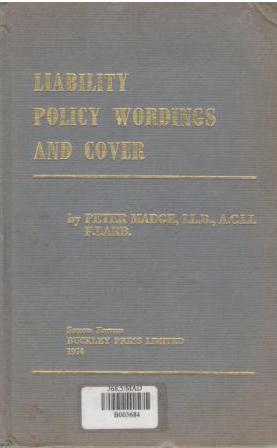 LIABILITY
POLICY WORDINGS
AND COVER
by PETER MADGE, LL.B., A.C.I.I.
F.I.ARB.
SECOND EDITION
BUCKLEY PRESS LIMITED
1974
368.5/MAD
B003684